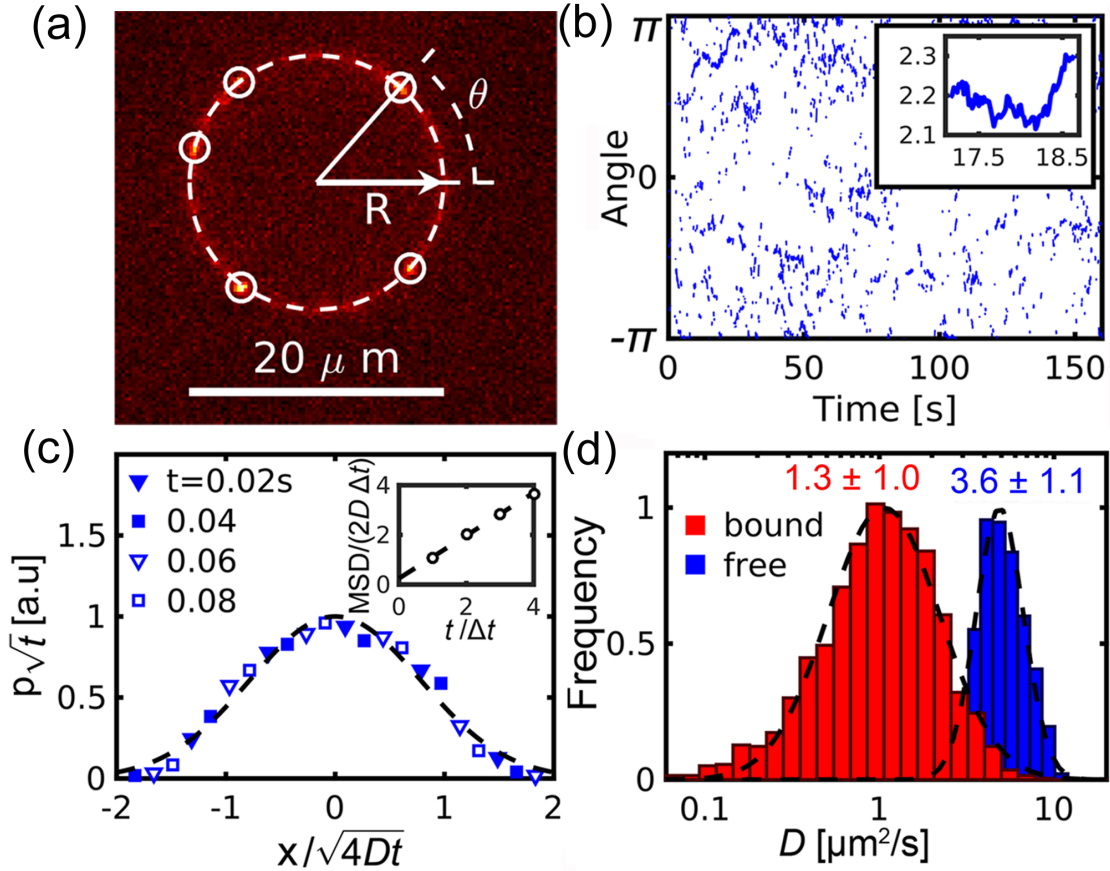 (a)
θ
R
20 μ m
(b)
π
0
-π
Angle
0
50
100
150
Time [s]
2.3
2.2
2.1
17.5
18.5
(c)
t=0.02s
0.04
0.06
0.08
1.5
1
0.5
0
p√t [a.u]
-2
-1
0
1
2
x/√4Dt
MSD/(2D Δt)
4
2
0
0
2
4
t/Δt
(d)
1.3 ± 1.0
3.6 ± 1.1
bound
free
1
0.5
0
Frequency
0.1
1
10
D [μm²/s]